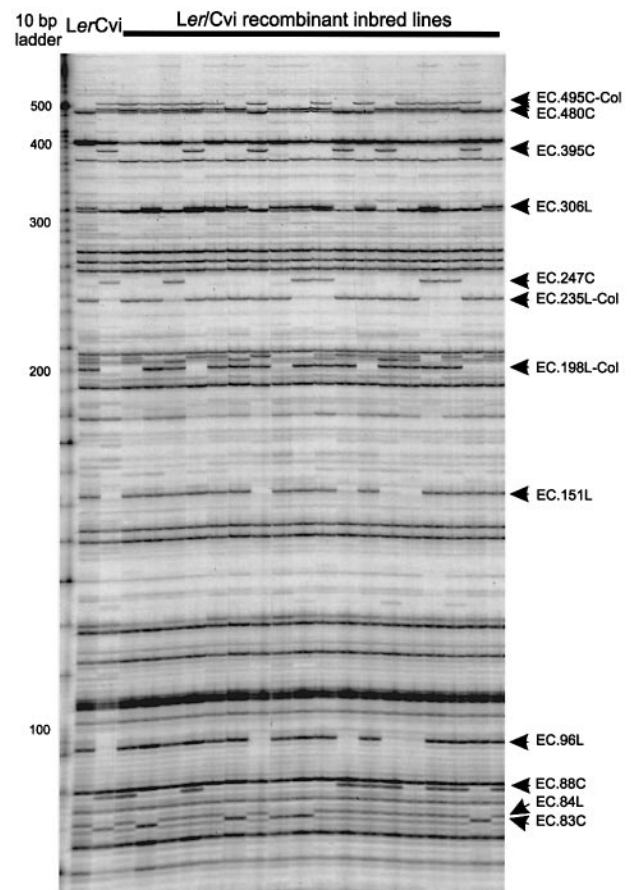 10 bp
ladder
LerCvi
Ler/Cvi recombinant inbred lines
500
400
300
200
100
EC.495C-Col
EC.480C
EC.395C
EC.306L
EC.247C
EC.235L-Col
EC.198L-Col
EC.151L
EC.96L
EC.88C
EC.84L
EC.83C